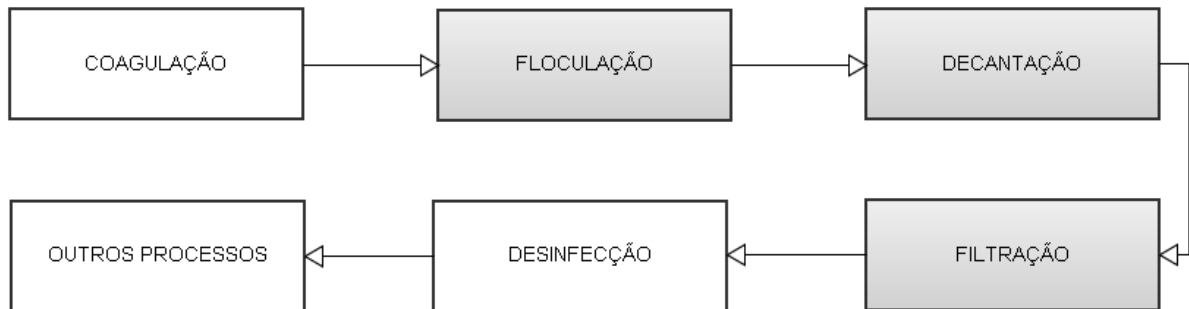 COAGULAÇÃO
FLOCULAÇÃO
DECANTAÇÃO
FILTRAÇÃO
DESINFECÇÃO
OUTROS PROCESSOS